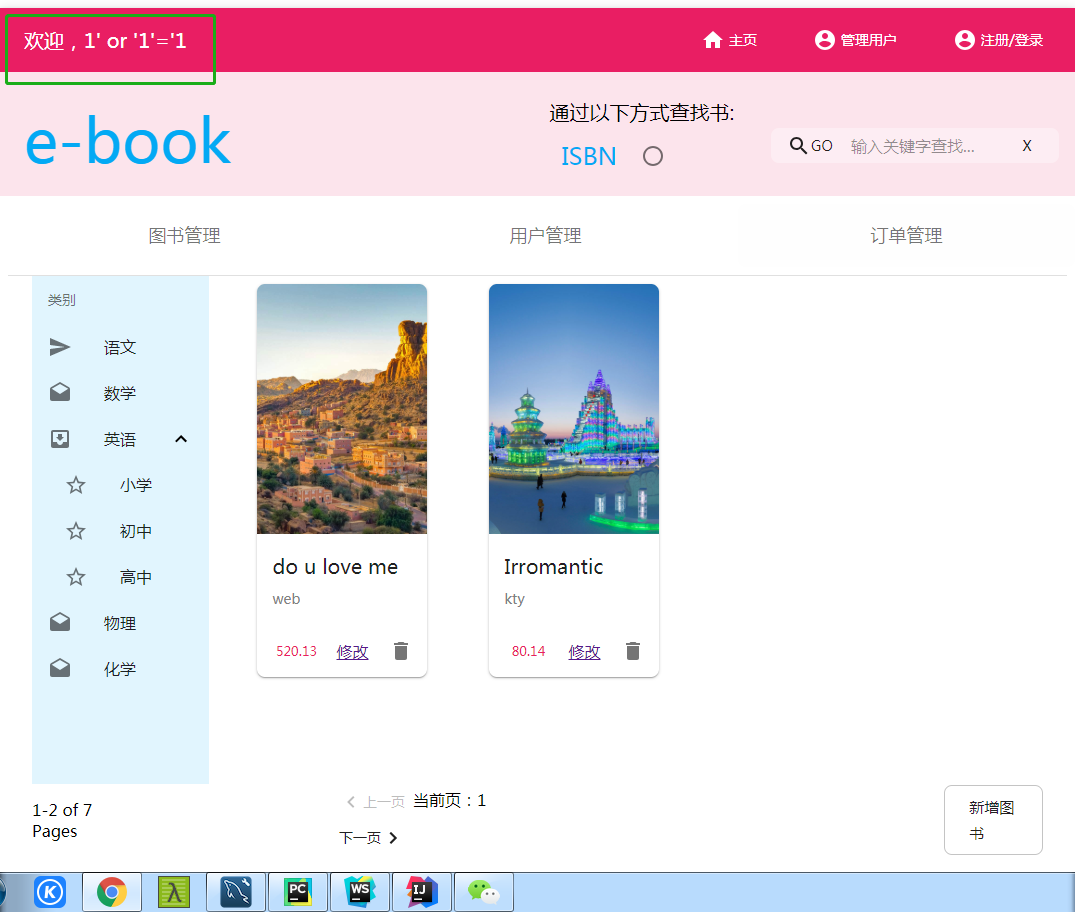 欢迎，1' or '1'='1
主页
管理用户
注册/登录
e-book
通过以下方式查找书:
ISBN
GO
输入关键字查找...
X
图书管理
用户管理
订单管理
类别
语文
数学
英语
小学
初中
高中
物理
化学
do u love me
web
520.13
修改
Irromantic
kty
80.14
修改
1-2 of 7
Pages
上一页
当前页：1
下一页
新增图
书
K
λ
PC
WS
IJ